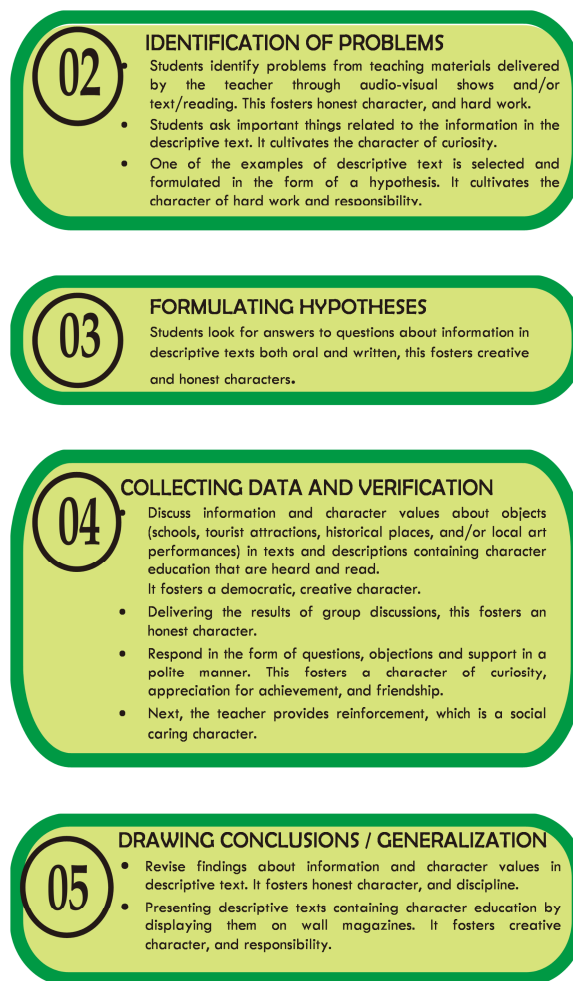 02
IDENTIFICATION OF PROBLEMS
• Students identify problems from teaching materials delivered
by the teacher through audio-visual shows and/or
text/reading. This fosters honest character, and hard work.
• Students ask important things related to the information in the
descriptive text. It cultivates the character of curiosity.
• One of the examples of descriptive text is selected and
formulated in the form of a hypothesis. It cultivates the
character of hard work and responsibility.
03
FORMULATING HYPOTHESES
Students look for answers to questions about information in
descriptive texts both oral and written, this fosters creative
and honest characters.
04
COLLECTING DATA AND VERIFICATION
• Discuss information and character values about objects
(schools, tourist attractions, historical places, and/or local art
performances) in texts and descriptions containing character
education that are heard and read.
It fosters a democratic, creative character.
• Delivering the results of group discussions, this fosters an
honest character.
• Respond in the form of questions, objections and support in a
polite manner. This fosters a character of curiosity,
appreciation for achievement, and friendship.
• Next, the teacher provides reinforcement, which is a social
caring character.
05
DRAWING CONCLUSIONS / GENERALIZATION
• Revise findings about information and character values in
descriptive text. It fosters honest character, and discipline.
• Presenting descriptive texts containing character education by
displaying them on wall magazines. It fosters creative
character, and responsibility.